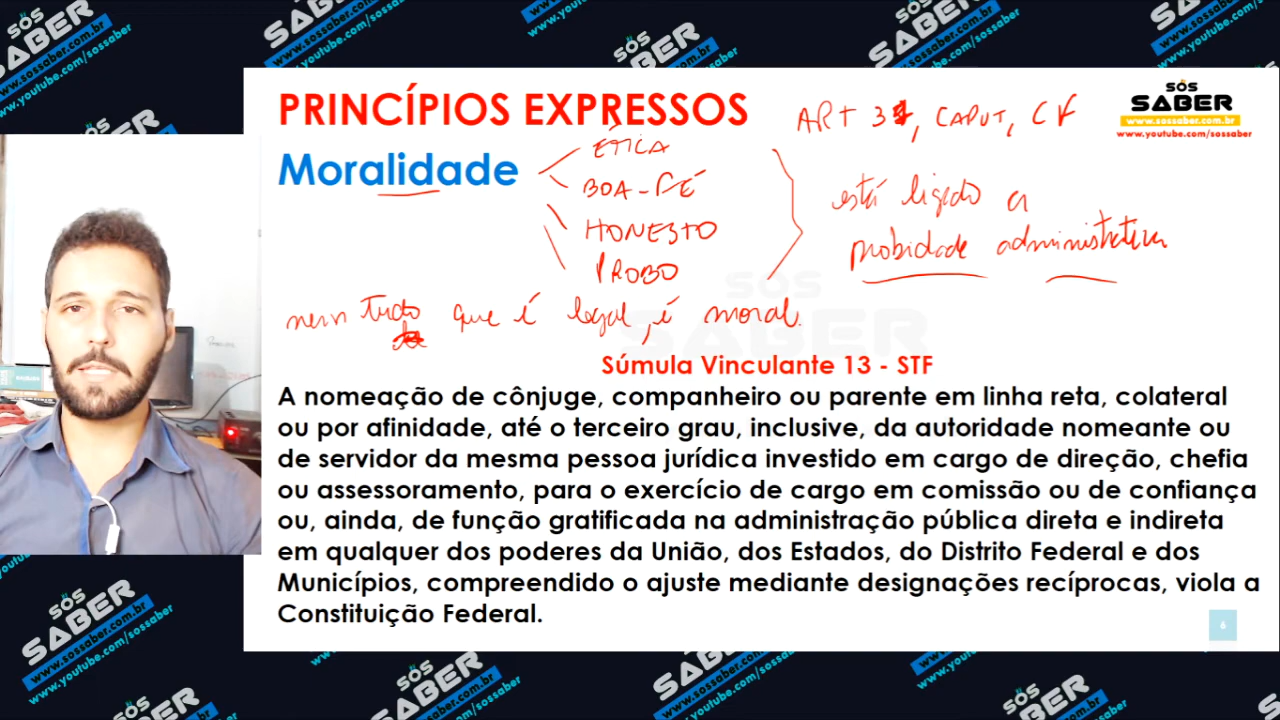 PRINCÍPIOS EXPRESSOS
ART 37, CAPUT, CF
SÓS
SABER
www.sossaber.com.br
www.youtube.com/sossaber
Moralidade
ÉTICA
BOA-FÉ
HONESTO
PROBO
está ligado a
probidade administrativa
nem tudo que é legal, é moral.
Súmula Vinculante 13 - STF
A nomeação de cônjuge, companheiro ou parente em linha reta, colateral
ou por afinidade, até o terceiro grau, inclusive, da autoridade nomeante ou
de servidor da mesma pessoa jurídica investido em cargo de direção, chefia
ou assessoramento, para o exercício de cargo em comissão ou de confiança
ou, ainda, de função gratificada na administração pública direta e indireta
em qualquer dos poderes da União, dos Estados, do Distrito Federal e dos
Municípios, compreendido o ajuste mediante designações recíprocas, viola a
Constituição Federal.
6